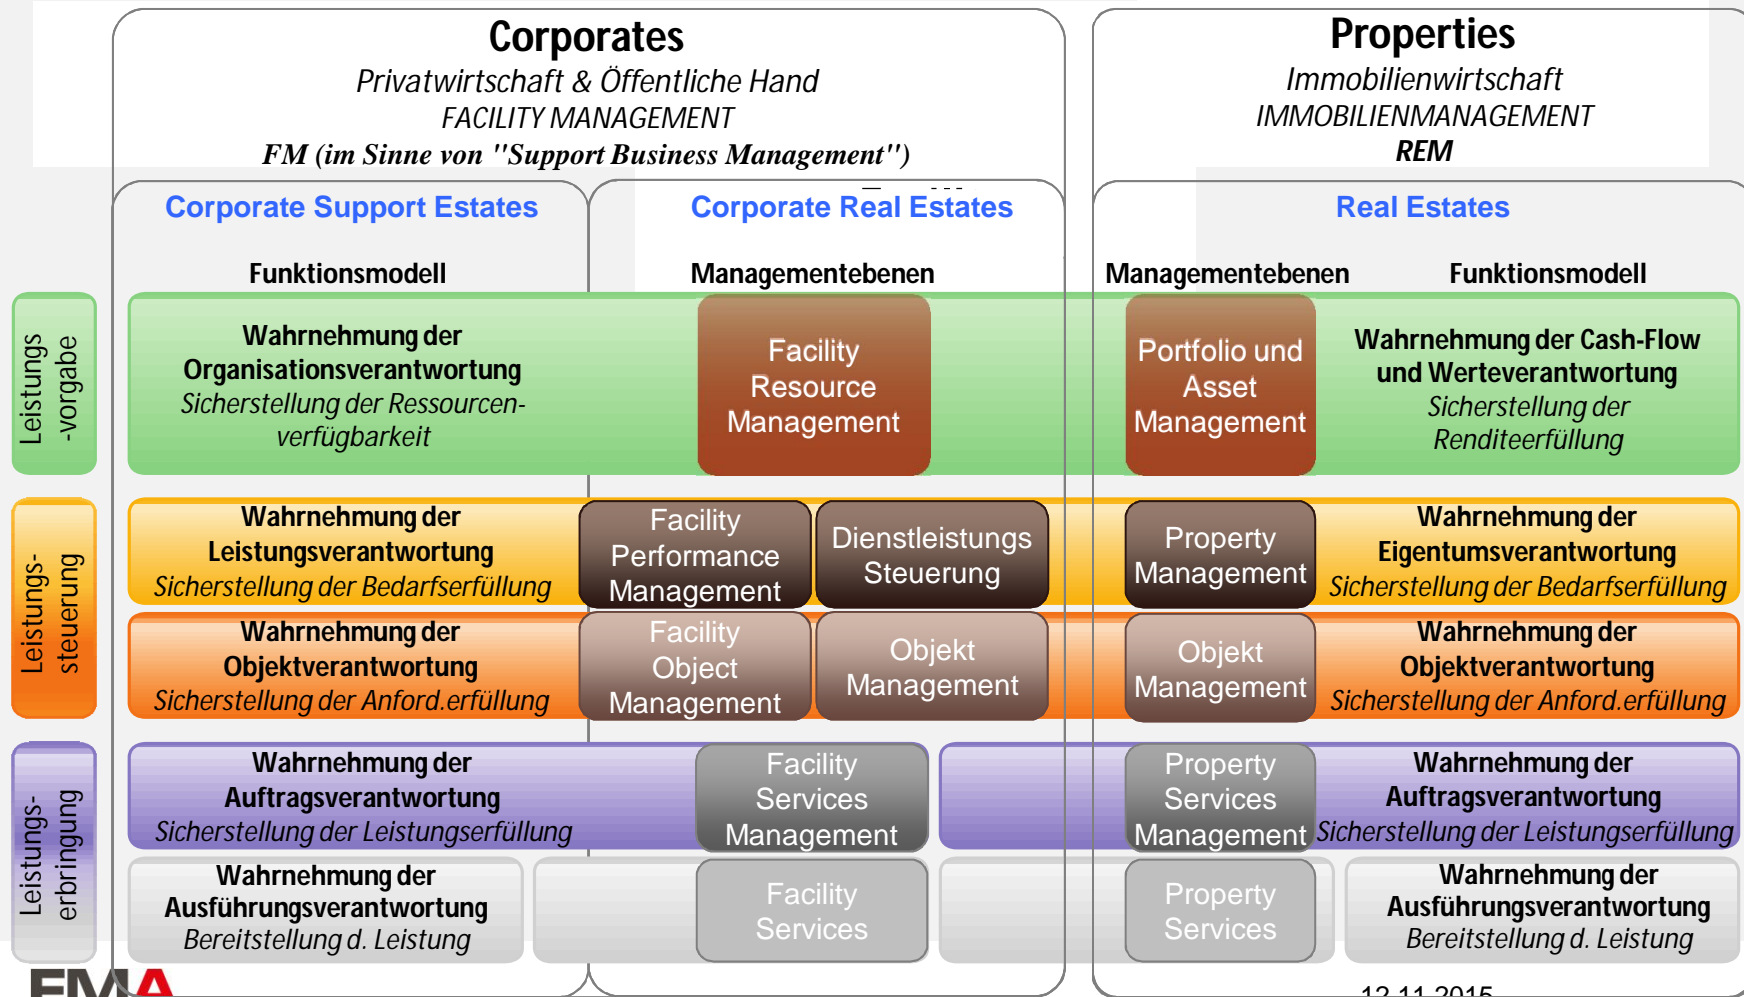 Corporates
Privatwirtschaft & Öffentliche Hand
FACILITY MANAGEMENT
FM (im Sinne von "Support Business Management")
Properties
Immobilienwirtschaft
IMMOBILIENMANAGEMENT
REM
Corporate Support Estates
Corporate Real Estates
Real Estates
Funktionsmodell
Managementebenen
Managementebenen
Funktionsmodell
Leistungs
-vorgabe
Wahrnehmung der
Organisationsverantwortung
Sicherstellung der Ressourcen-
verfügbarkeit
Facility
Resource
Management
Portfolio und
Asset
Management
Wahrnehmung der Cash-Flow
und Werteverantwortung
Sicherstellung der
Renditeerfüllung
Leistungs-
steuerung
Wahrnehmung der
Leistungsverantwortung
Sicherstellung der Bedarfserfüllung
Facility
Performance
Management
Dienstleistungs
Steuerung
Property
Management
Wahrnehmung der
Eigentumsverantwortung
Sicherstellung der Bedarfserfüllung
Wahrnehmung der
Objektverantwortung
Sicherstellung der Anford.erfüllung
Facility
Object
Management
Objekt
Management
Objekt
Management
Wahrnehmung der
Objektverantwortung
Sicherstellung der Anford.erfüllung
Leistungs-
erbringung
Wahrnehmung der
Auftragsverantwortung
Sicherstellung der Leistungserfüllung
Facility
Services
Management
Property
Services
Management
Wahrnehmung der
Auftragsverantwortung
Sicherstellung der Leistungserfüllung
Wahrnehmung der
Ausführungsverantwortung
Bereitstellung d. Leistung
Facility
Services
Property
Services
Wahrnehmung der
Ausführungsverantwortung
Bereitstellung d. Leistung
FMA
12.11.2015